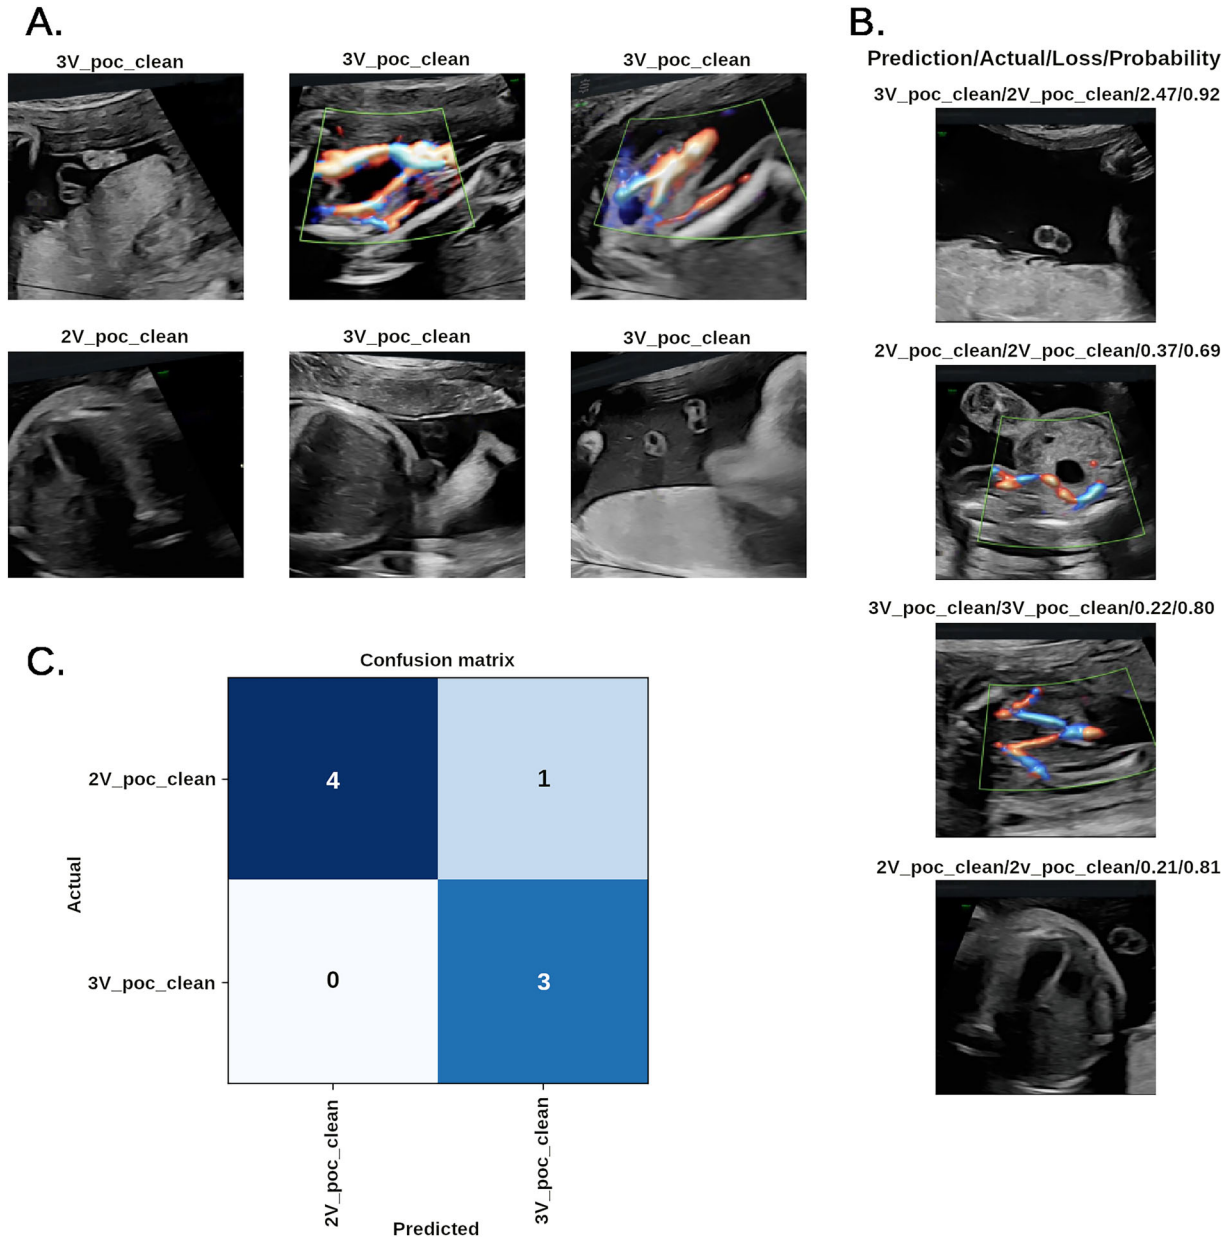 A.
3V_poc_clean
3V_poc_clean
3V_poc_clean
2V_poc_clean
3V_poc_clean
3V_poc_clean
B.
Prediction/Actual/Loss/Probability
3V_poc_clean/2V_poc_clean/2.47/0.92
2V_poc_clean/2V_poc_clean/0.37/0.69
3V_poc_clean/3V_poc_clean/0.22/0.80
2V_poc_clean/2v_poc_clean/0.21/0.81
C.
Confusion matrix
Actual
2V_poc_clean
4
1
3V_poc_clean
0
3
2V_poc_clean
3V_poc_clean
Predicted